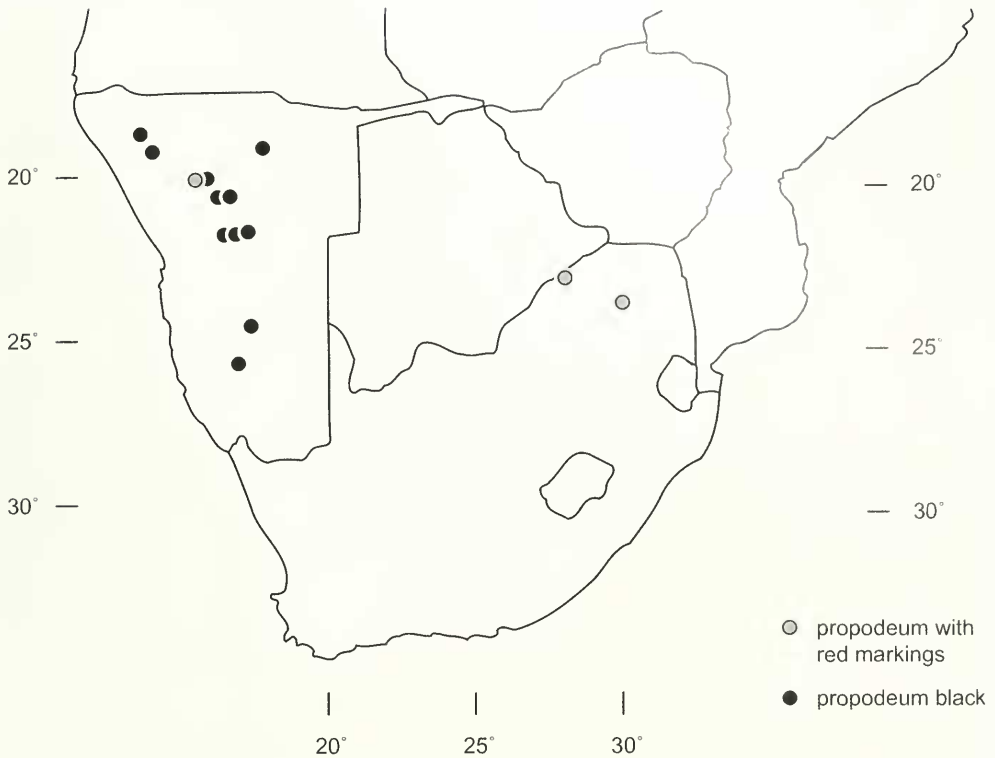 20° 20°
25° 25°
30° 30°
propodeum with
red markings
propodeum black
20° 25° 30°